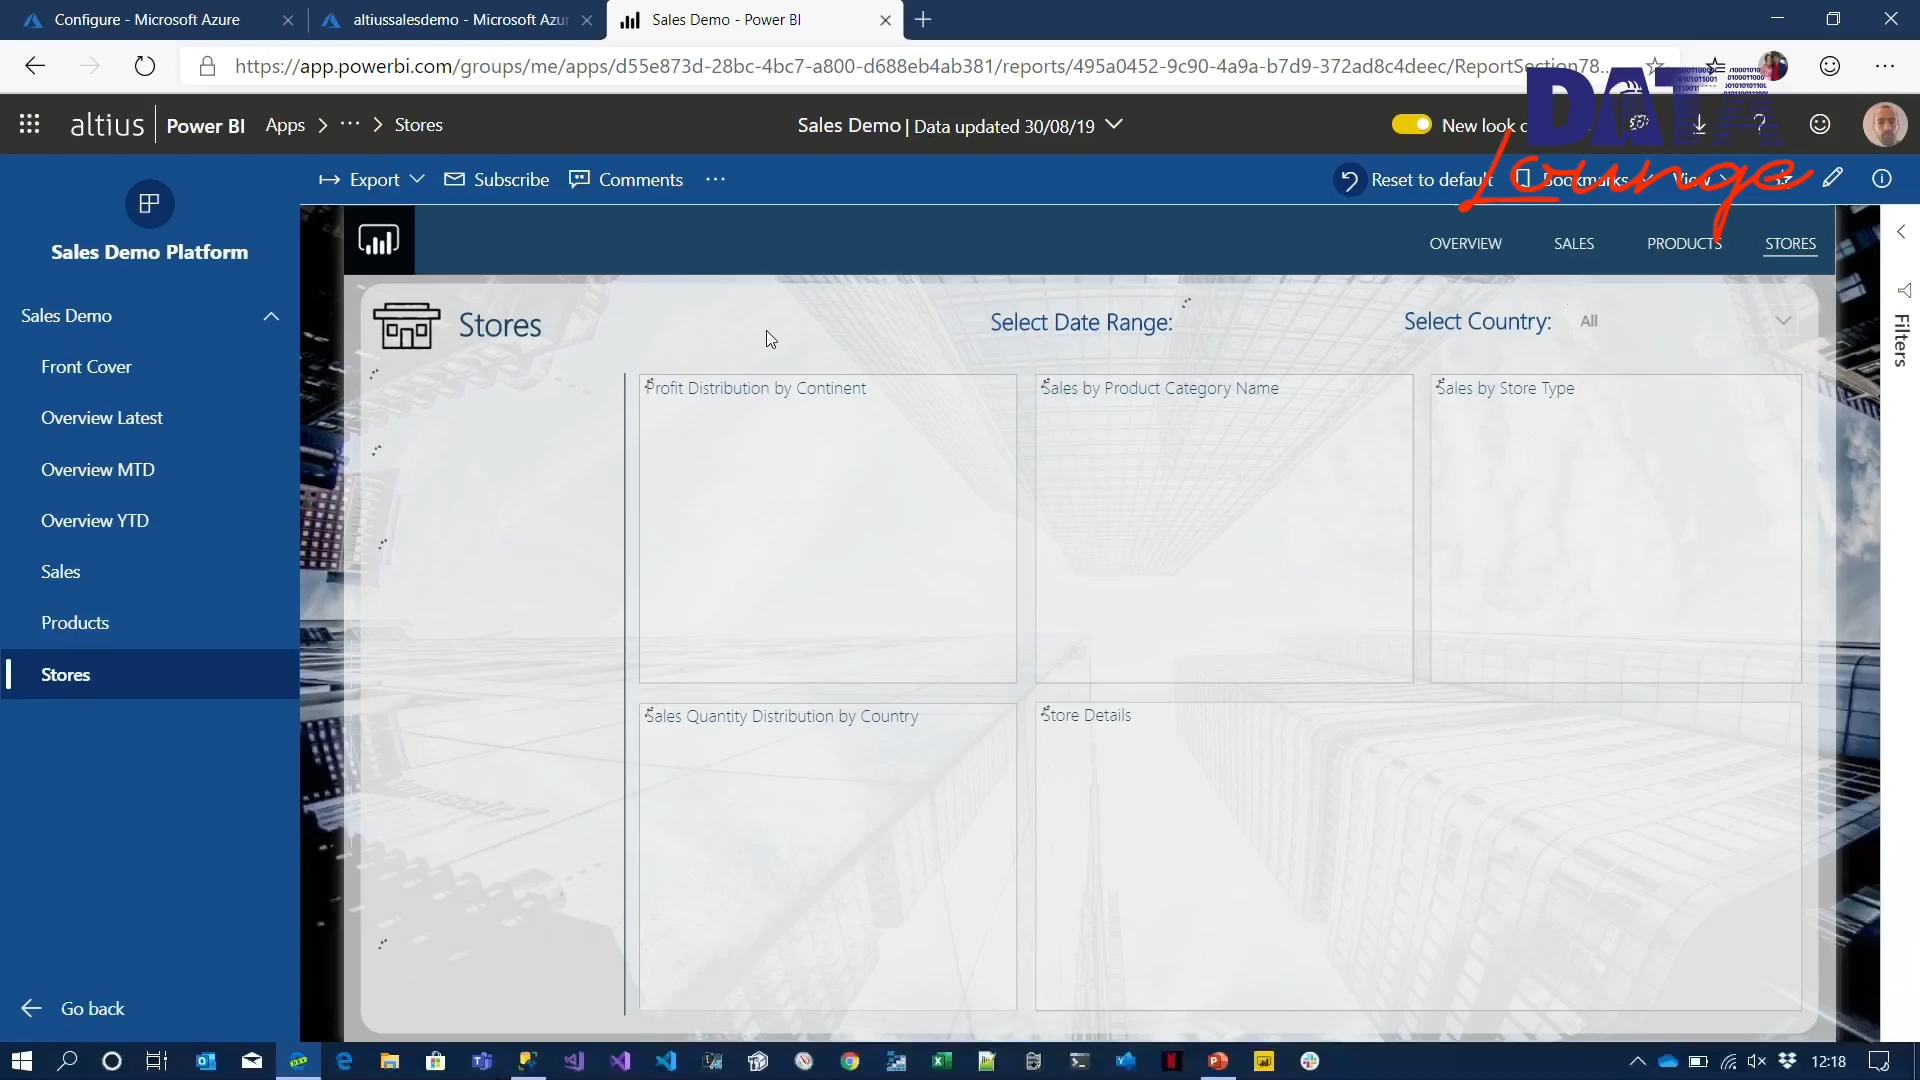 Configure - Microsoft Azure
altiussalesdemo - Microsoft Azu
Sales Demo - Power BI
https://app.powerbi.com/groups/me/apps/d55e873d-28bc-4bc7-a800-d688eb4ab381/reports/495a0452-9c90-4a9a-b7d9-372ad8c4deec/ReportSection78...
DATA
Lounge
altius Power BI Apps > ··· > Stores
Sales Demo | Data updated 30/08/19
New look o
Export Subscribe Comments ···
Reset to default Bookmarks View
Sales Demo Platform
Sales Demo
Front Cover
Overview Latest
Overview MTD
Overview YTD
Sales
Products
Stores
Go back
OVERVIEW SALES PRODUCTS STORES
Stores
Select Date Range:
Select Country: All
Profit Distribution by Continent
Sales by Product Category Name
Sales by Store Type
Sales Quantity Distribution by Country
Store Details
Filters
12:18